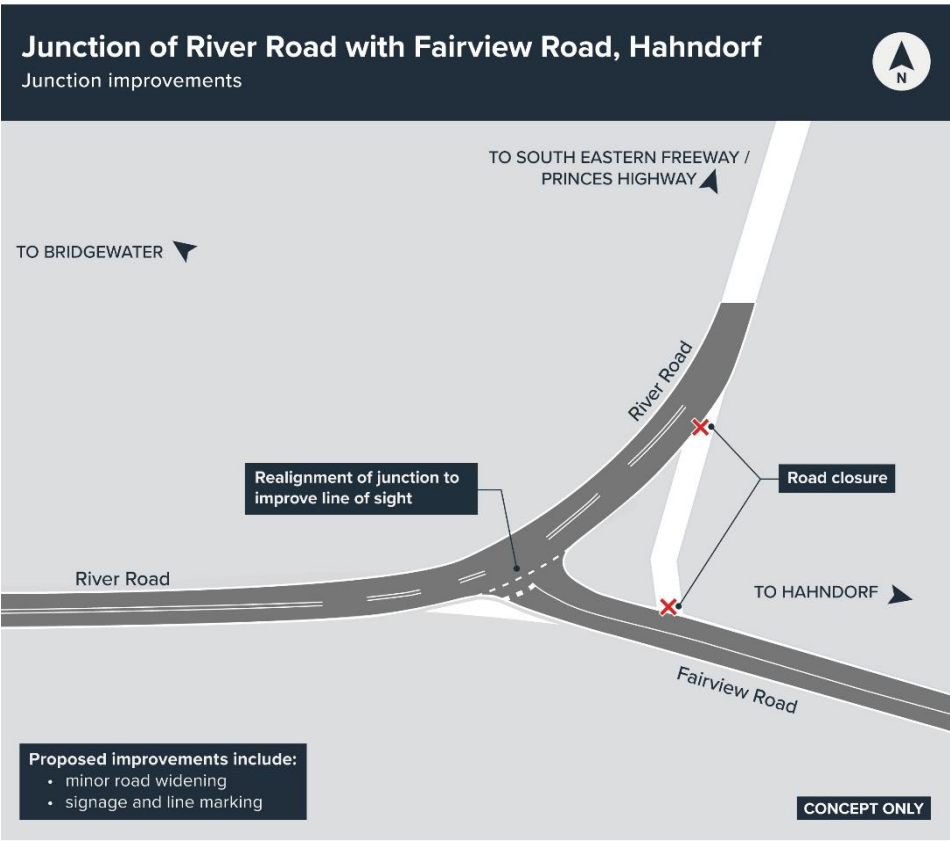 Junction of River Road with Fairview Road, Hahndorf
Junction improvements
N
TO SOUTH EASTERN FREEWAY /
PRINCES HIGHWAY
TO BRIDGEWATER
River Road
Realignment of junction to
improve line of sight
Road closure
River Road
TO HAHNDORF
Fairview Road
Proposed improvements include:
• minor road widening
• signage and line marking
CONCEPT ONLY